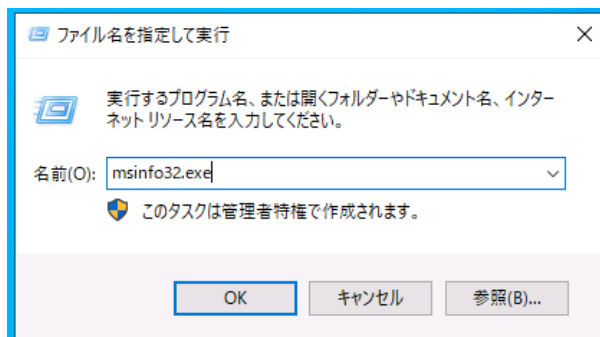 ファイル名を指定して実行
実行するプログラム名、または開くフォルダーやドキュメント名、インター
ネット リソース名を入力してください。
名前(O): msinfo32.exe
このタスクは管理者特権で作成されます。
OK キャンセル 参照(B)...